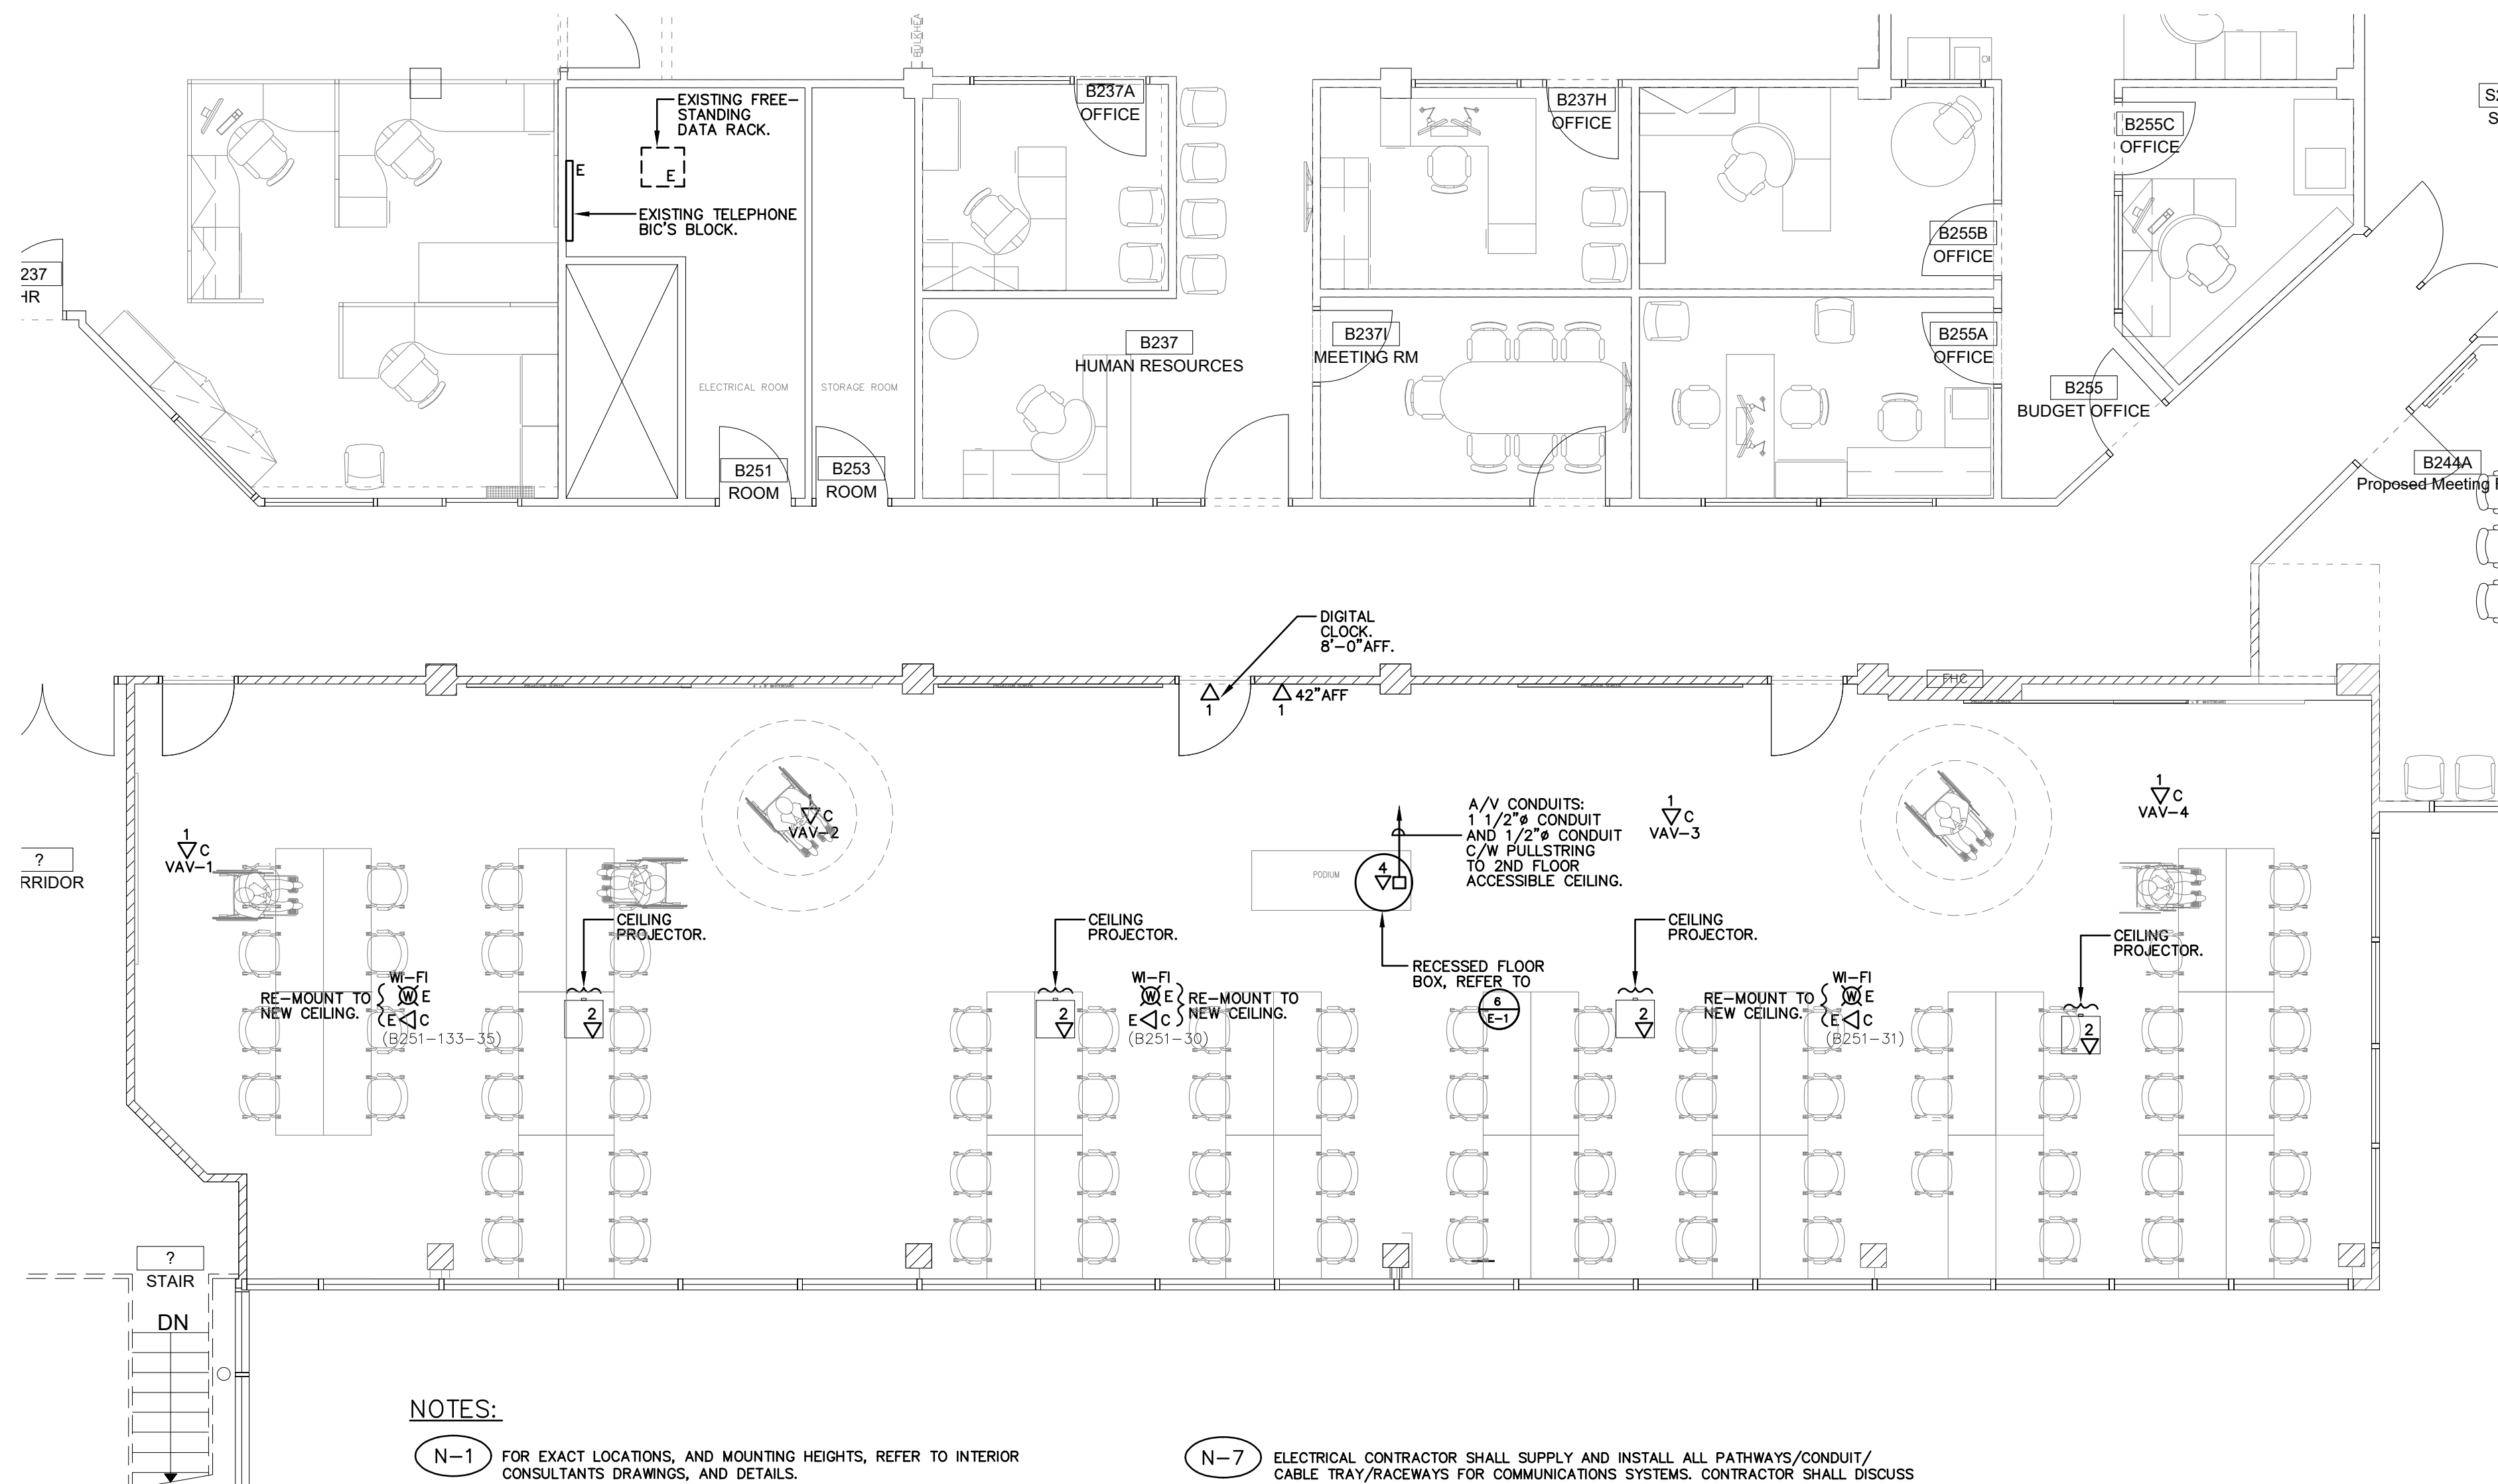 BULKHEA
EXISTING FREE-
STANDING
DATA RACK.
E
E
EXISTING TELEPHONE
BIC'S BLOCK.
B237A
OFFICE
B237H
OFFICE
B255C
OFFICE
B255B
OFFICE
237
HR
B237
HUMAN RESOURCES
B237I
MEETING RM
B255A
OFFICE
B255
BUDGET OFFICE
ELECTRICAL ROOM
STORAGE ROOM
B251
ROOM
B253
ROOM
B244A
Proposed Meeting
DIGITAL
CLOCK.
8'-0"AFF.
1
1
42"AFF
FHC
1
C
VAV-1
1
C
VAV-2
1
C
VAV-3
1
C
VAV-4
A/V CONDUITS:
1 1/2"ø CONDUIT
AND 1/2"ø CONDUIT
C/W PULLSTRING
TO 2ND FLOOR
ACCESSIBLE CEILING.
?
RRIDOR
PODIUM
4
CEILING
PROJECTOR.
CEILING
PROJECTOR.
CEILING
PROJECTOR.
CEILING
PROJECTOR.
RECESSED FLOOR
BOX, REFER TO
6
E-1
WI-FI
W E
RE-MOUNT TO
NEW CEILING.
E C
(B251-133-35)
2
2
WI-FI
W E
RE-MOUNT TO
NEW CEILING.
E C
(B251-30)
2
WI-FI
W E
RE-MOUNT TO
NEW CEILING.
E C
(B251-31)
2
?
STAIR
DN
NOTES:
N-1
FOR EXACT LOCATIONS, AND MOUNTING HEIGHTS, REFER TO INTERIOR
CONSULTANTS DRAWINGS, AND DETAILS.
N-7
ELECTRICAL CONTRACTOR SHALL SUPPLY AND INSTALL ALL PATHWAYS/CONDUIT/
CABLE TRAY/RACEWAYS FOR COMMUNICATIONS SYSTEMS. CONTRACTOR SHALL DISCUSS